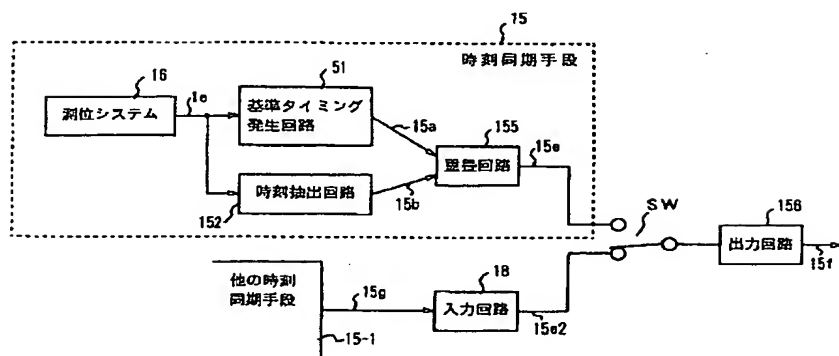 15
時刻同期手段
16
測位システム
1e
51
基準タイミング
発生回路
15a
155
重畳回路
15e
時刻抽出回路
152
15b
SW
156
出力回路
15f
他の時刻
同期手段
15g
18
入力回路
15e2
15-1